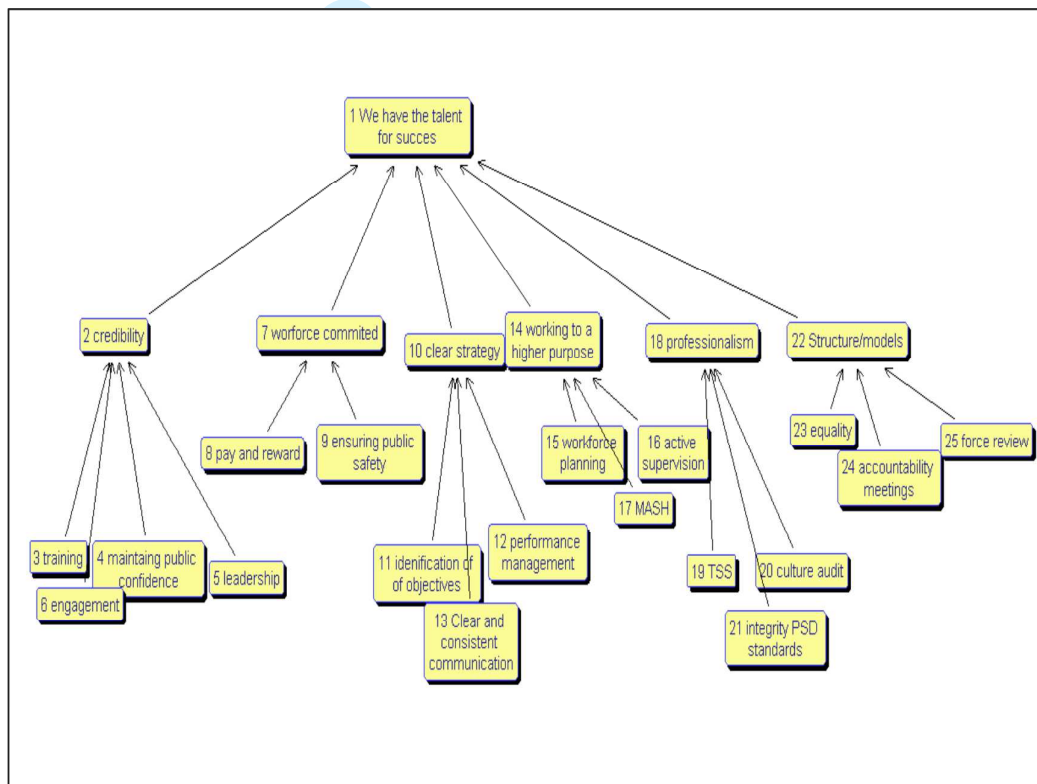 1 We have the talent
for succes
2 credibility
7 worforce commited
10 clear strategy
14 working to a
higher purpose
18 professionalism
22 Structure/models
8 pay and reward
9 ensuring public
safety
15 workforce
planning
16 active
supervision
17 MASH
23 equality
24 accountability
meetings
25 force review
3 training
4 maintaing public
confidence
5 leadership
6 engagement
11 idenification of
of objectives
12 performance
management
13 Clear and
consistent
communication
19 TSS
20 culture audit
21 integrity PSD
standards